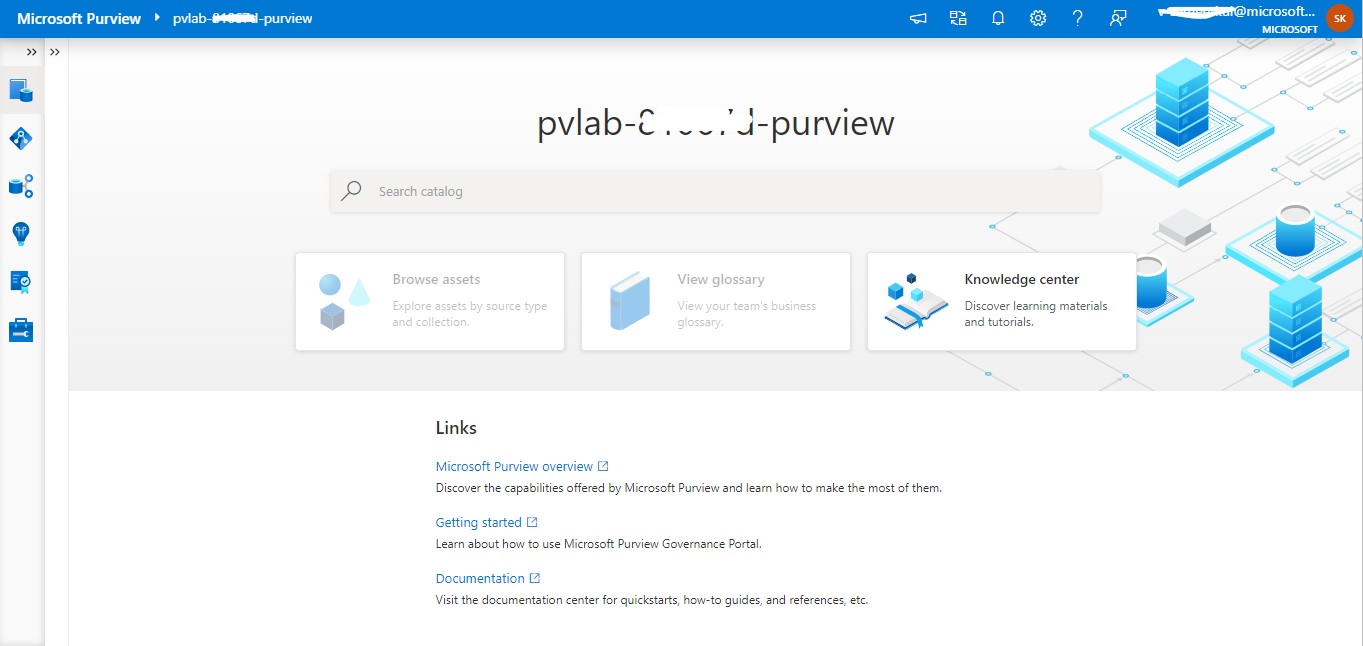 Microsoft Purview
pvlab- -purview
@microsoft...
MICROSOFT
SK
pvlab- d-purview
Search catalog
Browse assets
Explore assets by source type
and collection.
View glossary
View your team's business
glossary.
Knowledge center
Discover learning materials
and tutorials.
Links
Microsoft Purview overview
Discover the capabilities offered by Microsoft Purview and learn how to make the most of them.
Getting started
Learn about how to use Microsoft Purview Governance Portal.
Documentation
Visit the documentation center for quickstarts, how-to guides, and references, etc.